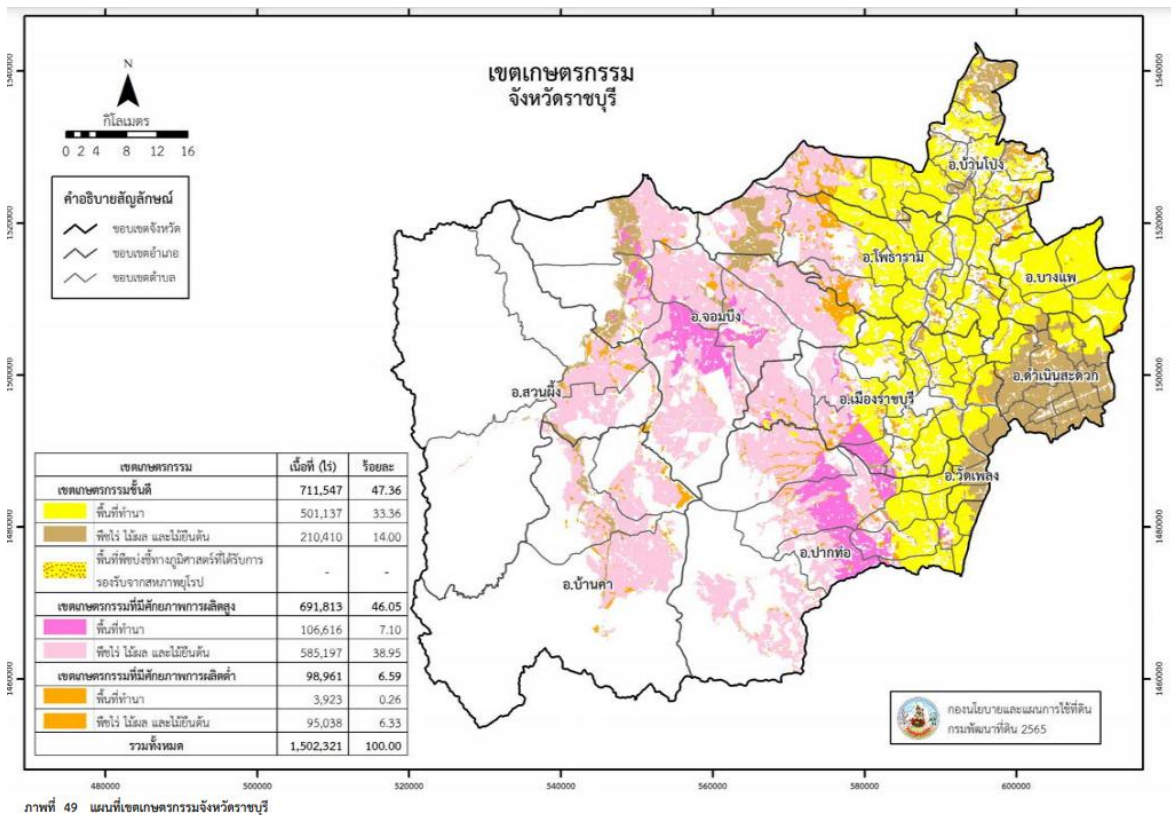 เขตเกษตรกรรม
จังหวัดราชบุรี
N
กิโลเมตร
0 2 4 8 12 16
คำอธิบายสัญลักษณ์
ขอบเขตจังหวัด
ขอบเขตอำเภอ
ขอบเขตตำบล
1540000
1520000
1500000
1480000
1460000
1540000
1520000
1500000
1480000
1460000
อ.บ้านโป่ง
อ.โพธาราม
อ.บางแพ
อ.จอมบึง
อ.ดำเนินสะดวก
อ.สวนผึ้ง
อ.เมืองราชบุรี
อ.วัดเพลง
อ.ปากท่อ
อ.บ้านคา
เขตเกษตรกรรม เนื้อที่ (ไร่) ร้อยละ
เขตเกษตรกรรมชั้นดี 711,547 47.36
พื้นที่ทำนา 501,137 33.36
พืชไร่ ไม้ผล และไม้ยืนต้น 210,410 14.00
พื้นที่พืชบ่งชี้ทางภูมิศาสตร์ที่ได้รับการ - -
รองรับจากสหภาพยุโรป
เขตเกษตรกรรมที่มีศักยภาพการผลิตสูง 691,813 46.05
พื้นที่ทำนา 106,616 7.10
พืชไร่ ไม้ผล และไม้ยืนต้น 585,197 38.95
เขตเกษตรกรรมที่มีศักยภาพการผลิตต่ำ 98,961 6.59
พื้นที่ทำนา 3,923 0.26
พืชไร่ ไม้ผล และไม้ยืนต้น 95,038 6.33
รวมทั้งหมด 1,502,321 100.00
กองนโยบายและแผนการใช้ที่ดิน
กรมพัฒนาที่ดิน 2565
480000 500000 520000 540000 560000 580000 600000
ภาพที่ 49 แผนที่เขตเกษตรกรรมจังหวัดราชบุรี